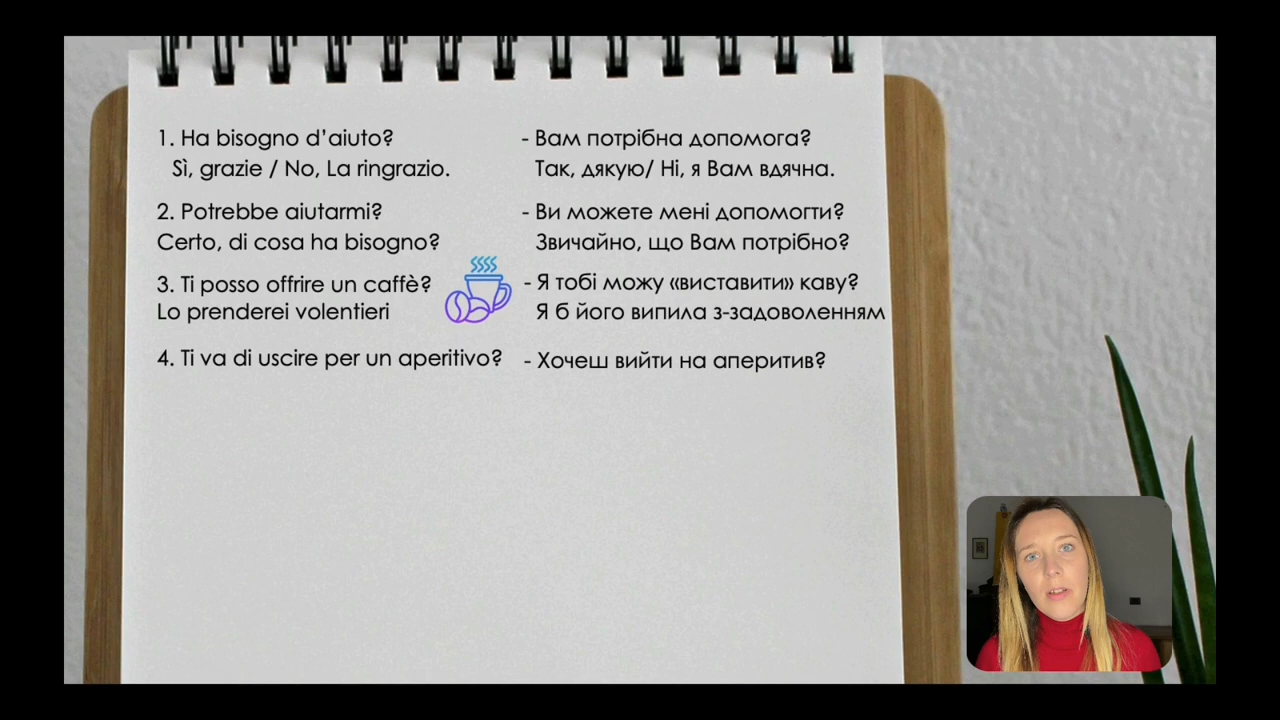 1. Ha bisogno d’aiuto?
- Вам потрібна допомога?
Sì, grazie / No, La ringrazio.
Так, дякую/ Ні, я Вам вдячна.
2. Potrebbe aiutarmi?
- Ви можете мені допомогти?
Certo, di cosa ha bisogno?
Звичайно, що Вам потрібно?
3. Ti posso offrire un caffè?
- Я тобі можу «виставити» каву?
Lo prenderei volentieri
Я б його випила з-задоволенням
4. Ti va di uscire per un aperitivo?
- Хочеш вийти на аперитив?